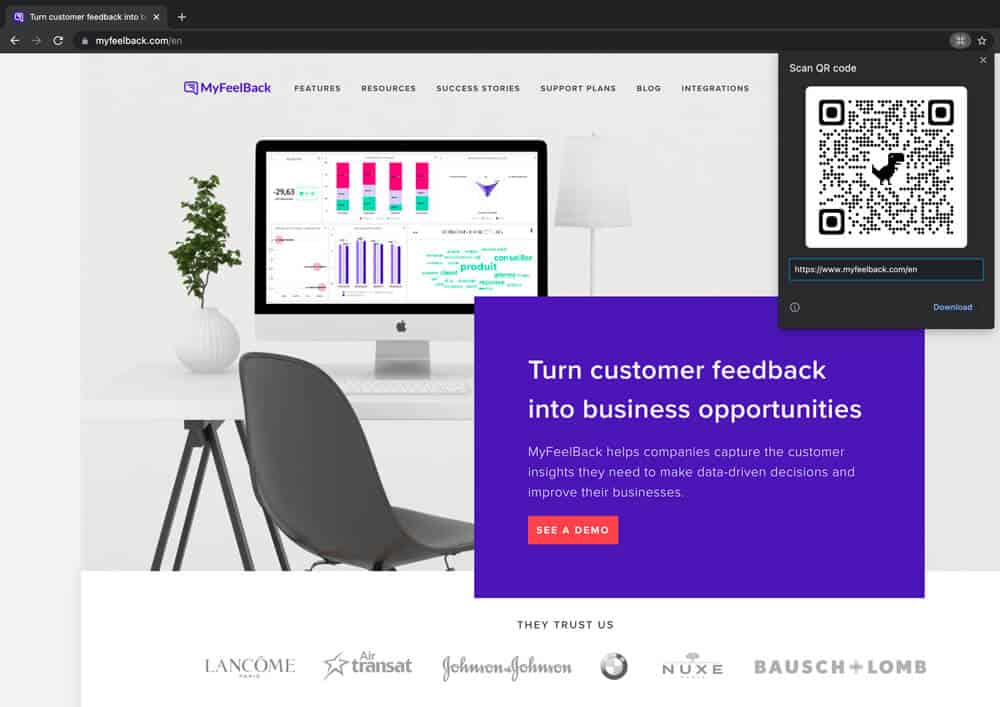 Turn customer feedback into b
myfeelback.com/en
Scan QR code
https://www.myfeelback.com/en
Download
MyFeelBack
FEATURES RESOURCES SUCCESS STORIES SUPPORT PLANS BLOG INTEGRATIONS
-29,63
conseiller
produit
client
réponse
Turn customer feedback
into business opportunities
MyFeelBack helps companies capture the customer
insights they need to make data-driven decisions and
improve their businesses.
SEE A DEMO
THEY TRUST US
LANCÔME
PARIS
Air
transat
Johnson & Johnson
NUXE
PARIS
BAUSCH + LOMB